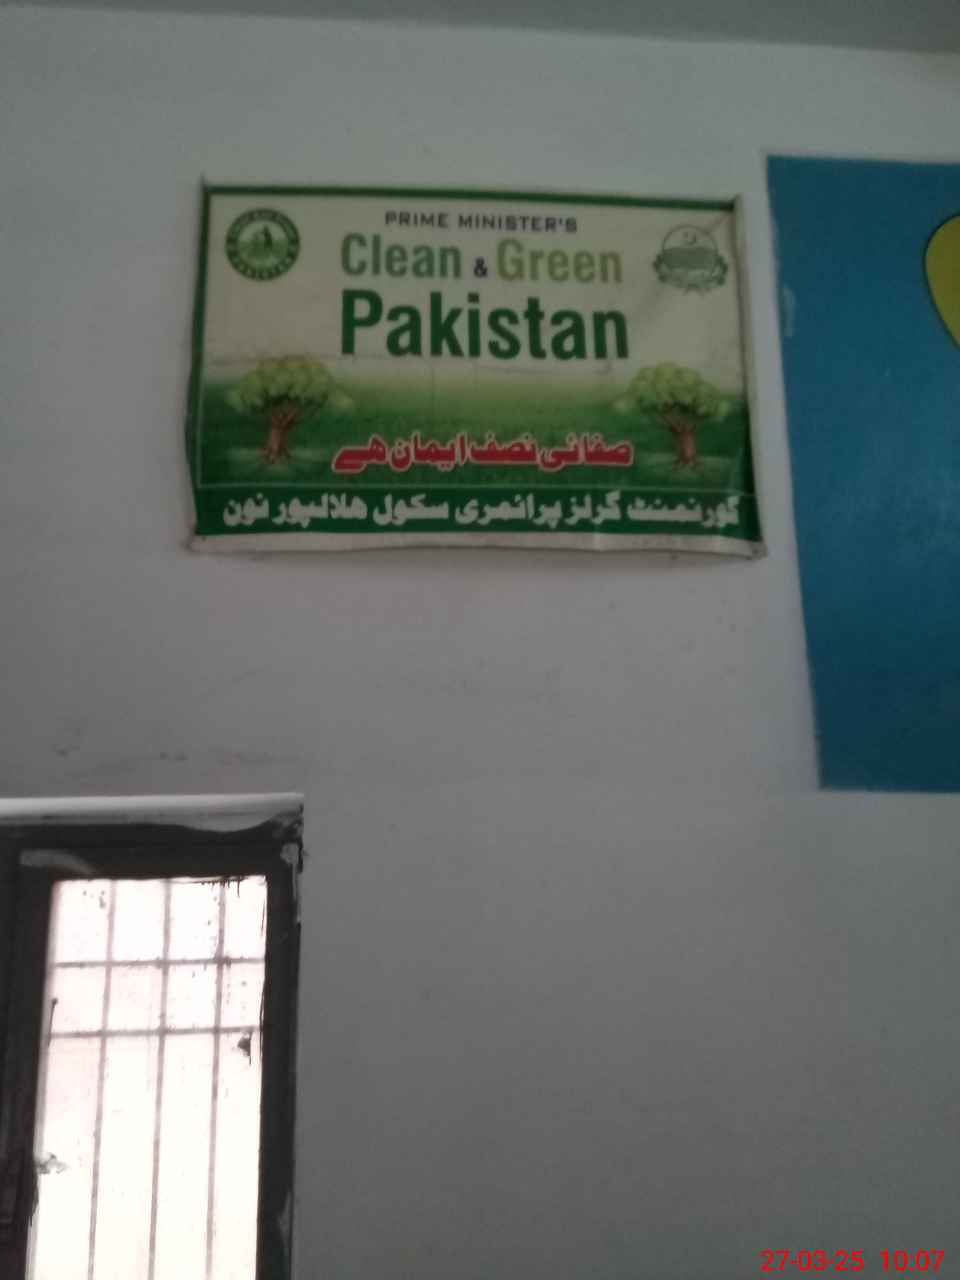 PRIME MINISTER'S
Clean & Green
Pakistan
صفائی نصف ایمان ھے
گورنمنٹ گرلز پرائمری سکول ھلالپور نون
27-03-25 10:07